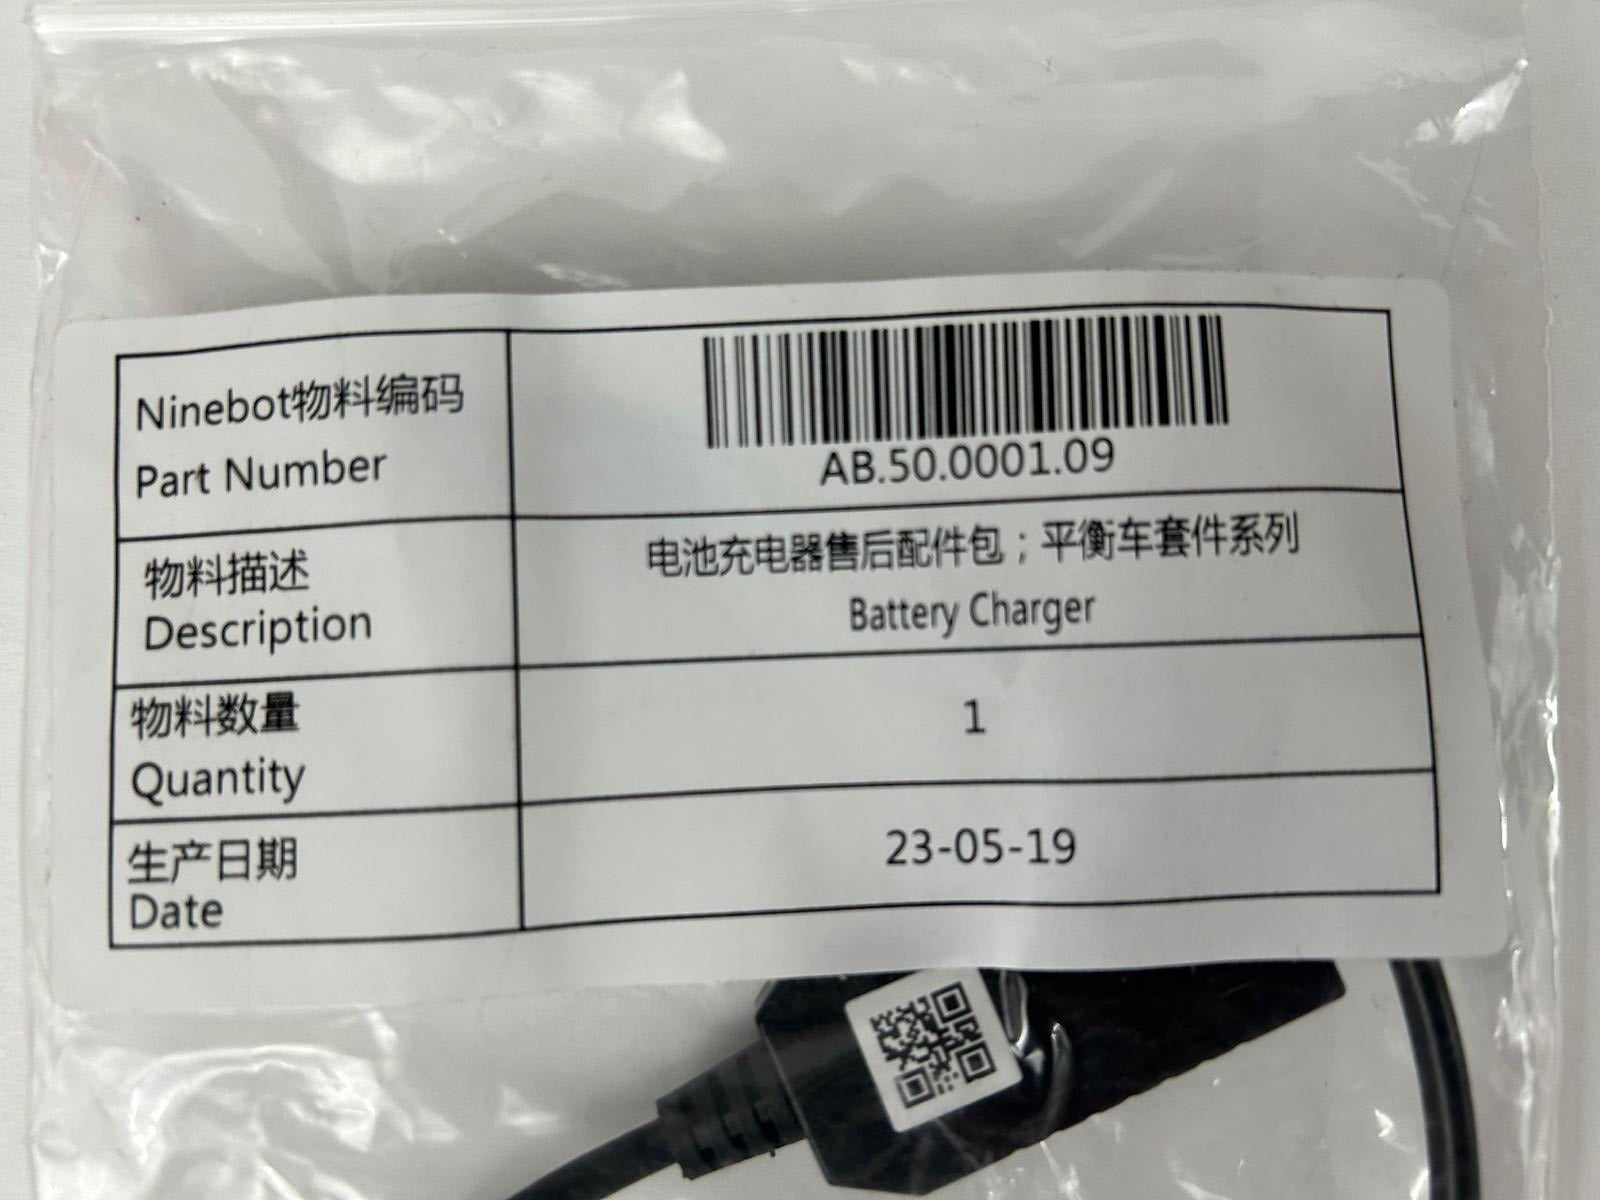 Ninebot物料编码
Part Number
AB.50.0001.09
物料描述
Description
电池充电器售后配件包；平衡车套件系列
Battery Charger
物料数量
Quantity
1
生产日期
Date
23-05-19